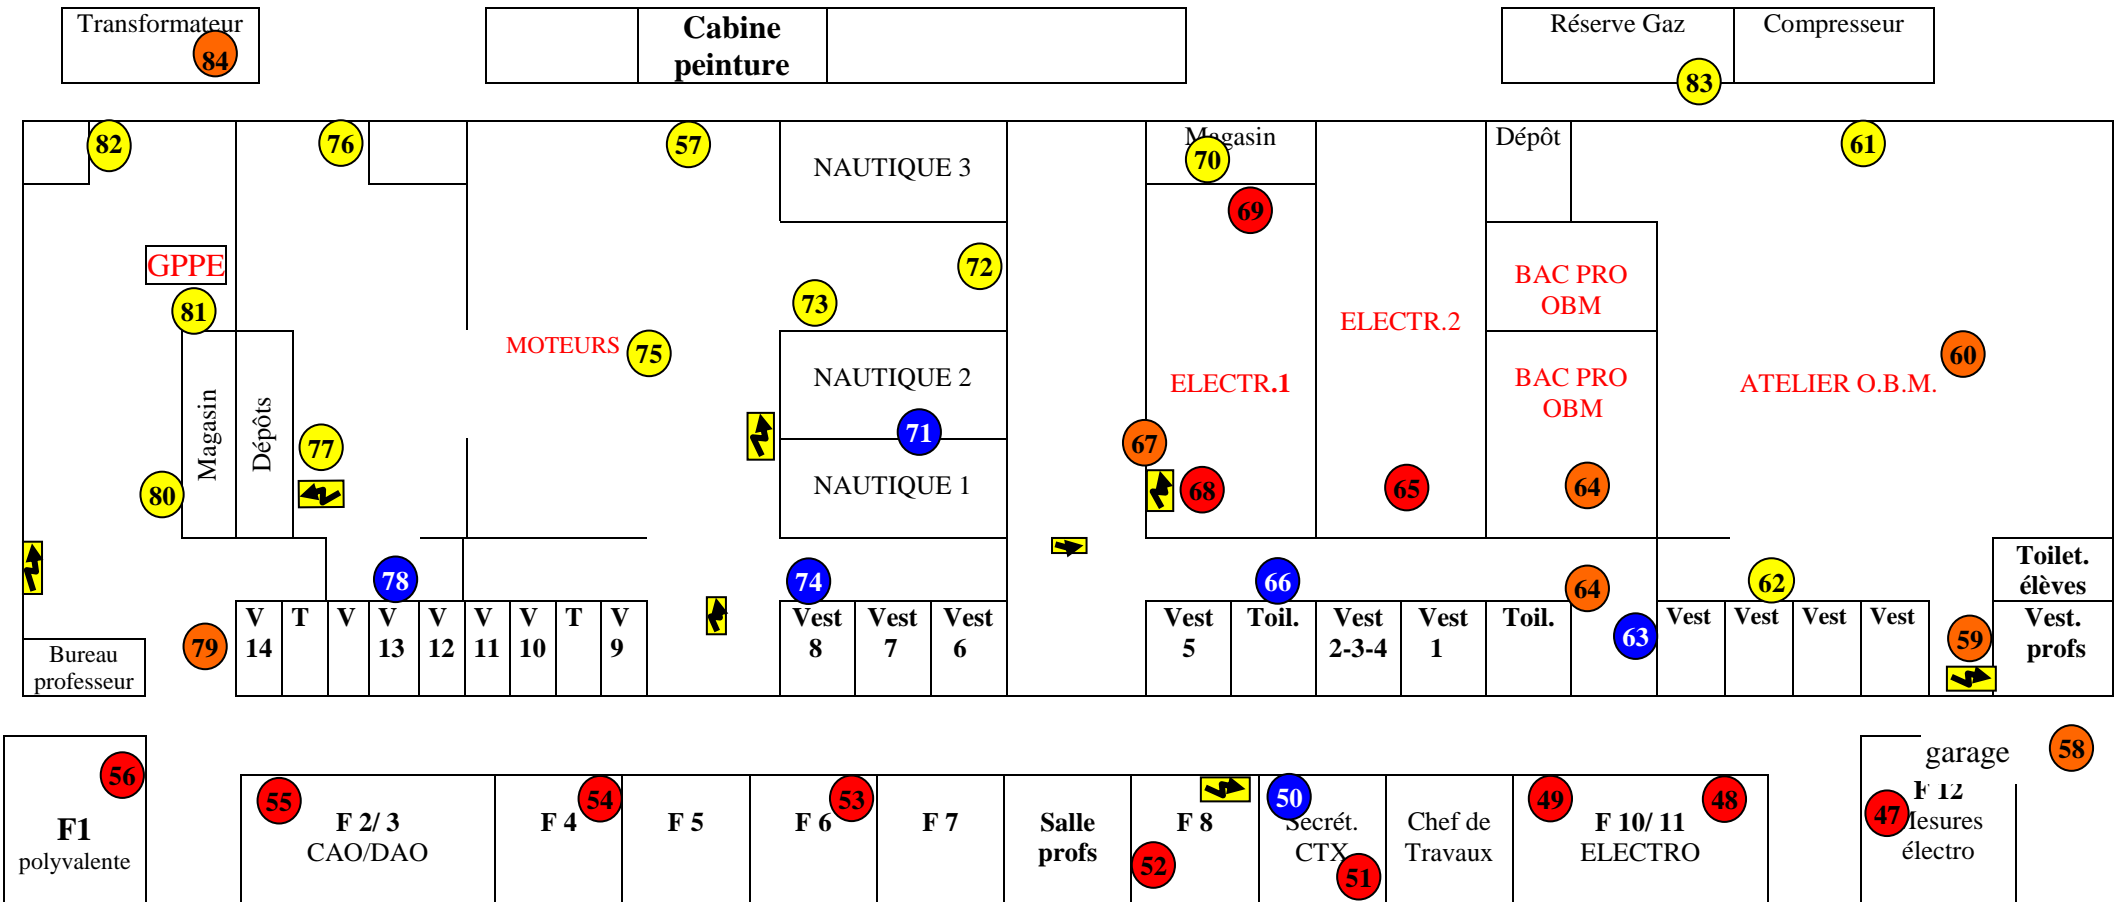 Transformateur
84
Cabine
peinture
Réserve Gaz
Compresseur
83
82
76
57
NAUTIQUE 3
Magasin
70
69
Dépôt
61
GPPE
81
72
73
BAC PRO
OBM
ELECTR.2
MOTEURS
75
NAUTIQUE 2
ELECTR.1
BAC PRO
OBM
ATELIER O.B.M.
60
Magasin
Dépôts
77
71
67
80
NAUTIQUE 1
68
65
64
78
74
66
64
62
Toilet.
élèves
79
V
14
T
V
V
13
V
12
V
11
V
10
T
V
9
Vest
8
Vest
7
Vest
6
Vest
5
Toil.
Vest
2-3-4
Vest
1
Toil.
63
Vest
Vest
Vest
Vest
59
Vest.
profs
Bureau
professeur
56
F1
polyvalente
55
F 2/ 3
CAO/DAO
54
F 4
F 5
53
F 6
F 7
Salle
profs
F 8
52
50
Secrét.
CTX
51
Chef de
Travaux
49
48
F 10/ 11
ELECTRO
garage
58
47
F 12
Mesures
électro